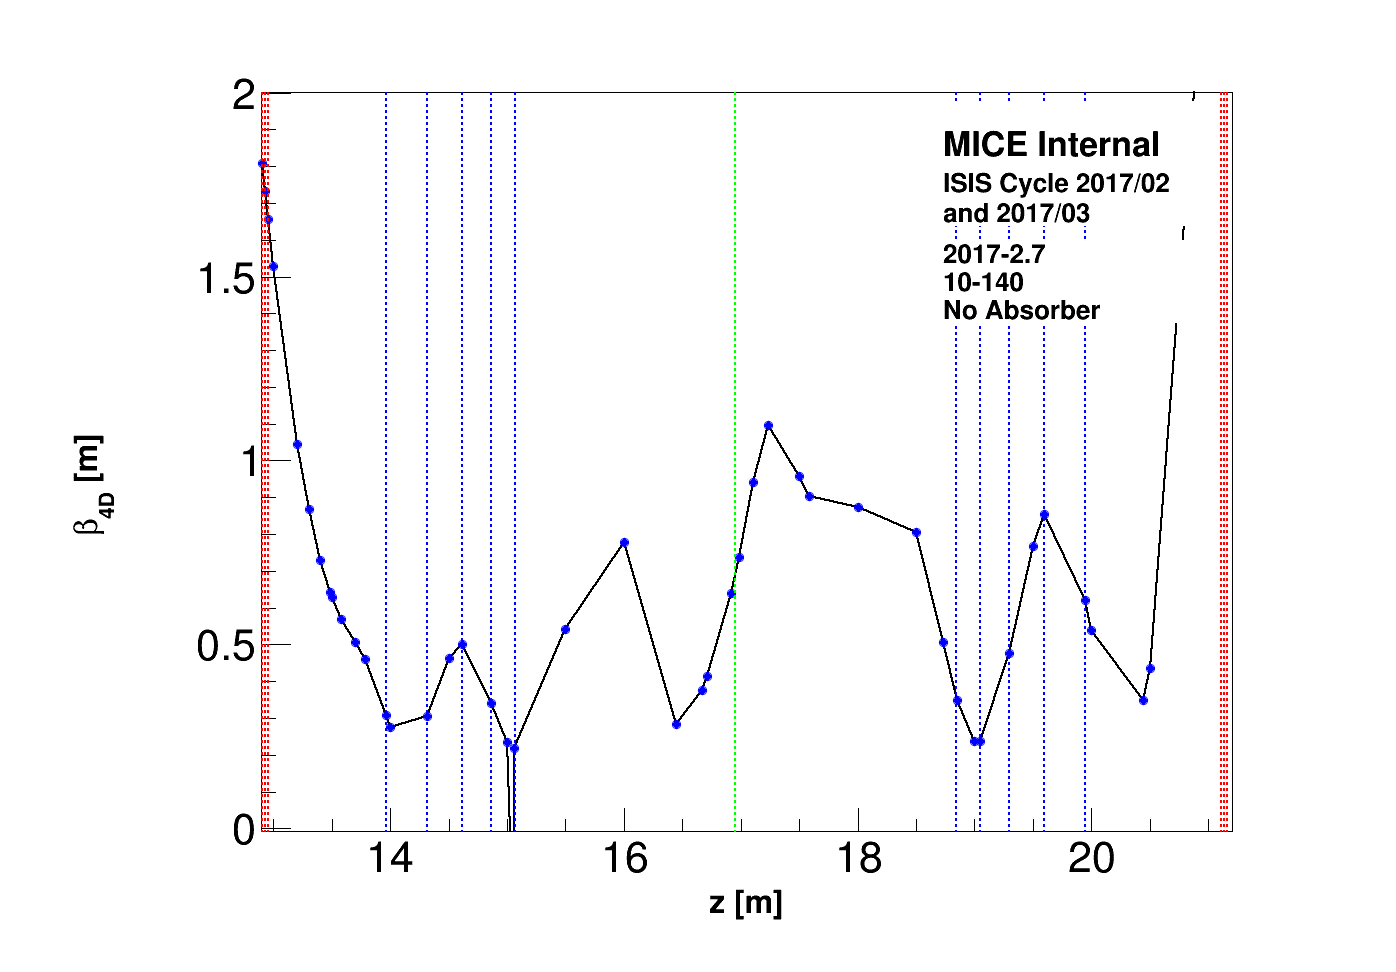 2
1.5
1
0.5
0
β4D [m]
14 16 18 20
z [m]
MICE Internal
ISIS Cycle 2017/02
and 2017/03
2017-2.7
10-140
No Absorber